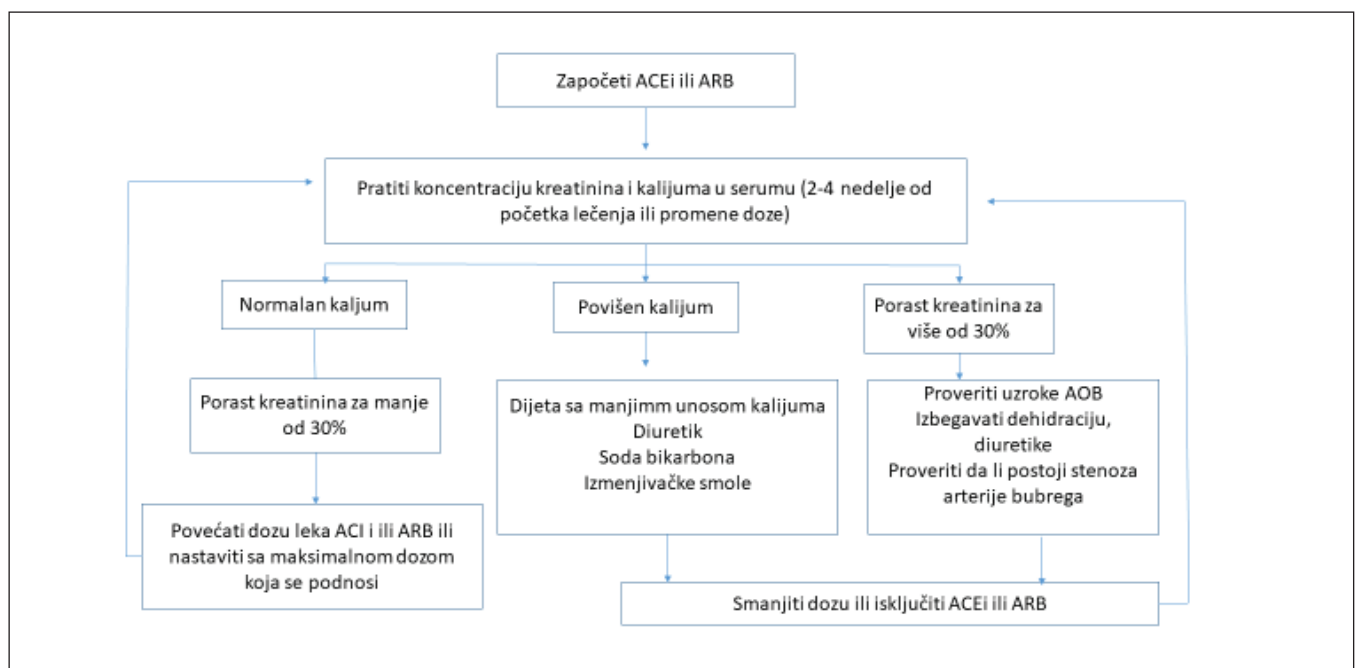 Započeti ACEi ili ARB
Pratiti koncentraciju kreatinina i kalijuma u serumu (2-4 nedelje od
početka lečenja ili promene doze)
Normalan kaljum
Povišen kalijum
Porast kreatinina za
više od 30%
Porast kreatinina za manje
od 30%
Dijeta sa manjimm unosom kalijuma
Diuretik
Soda bikarbona
Izmenjivačke smole
Proveriti uzroke AOB
Izbegavati dehidraciju,
diuretike
Proveriti da li postoji stenoza
arterije bubrega
Povećati dozu leka ACI i ili ARB ili
nastaviti sa maksimalnom dozom
koja se podnosi
Smanjiti dozu ili isključiti ACEi ili ARB